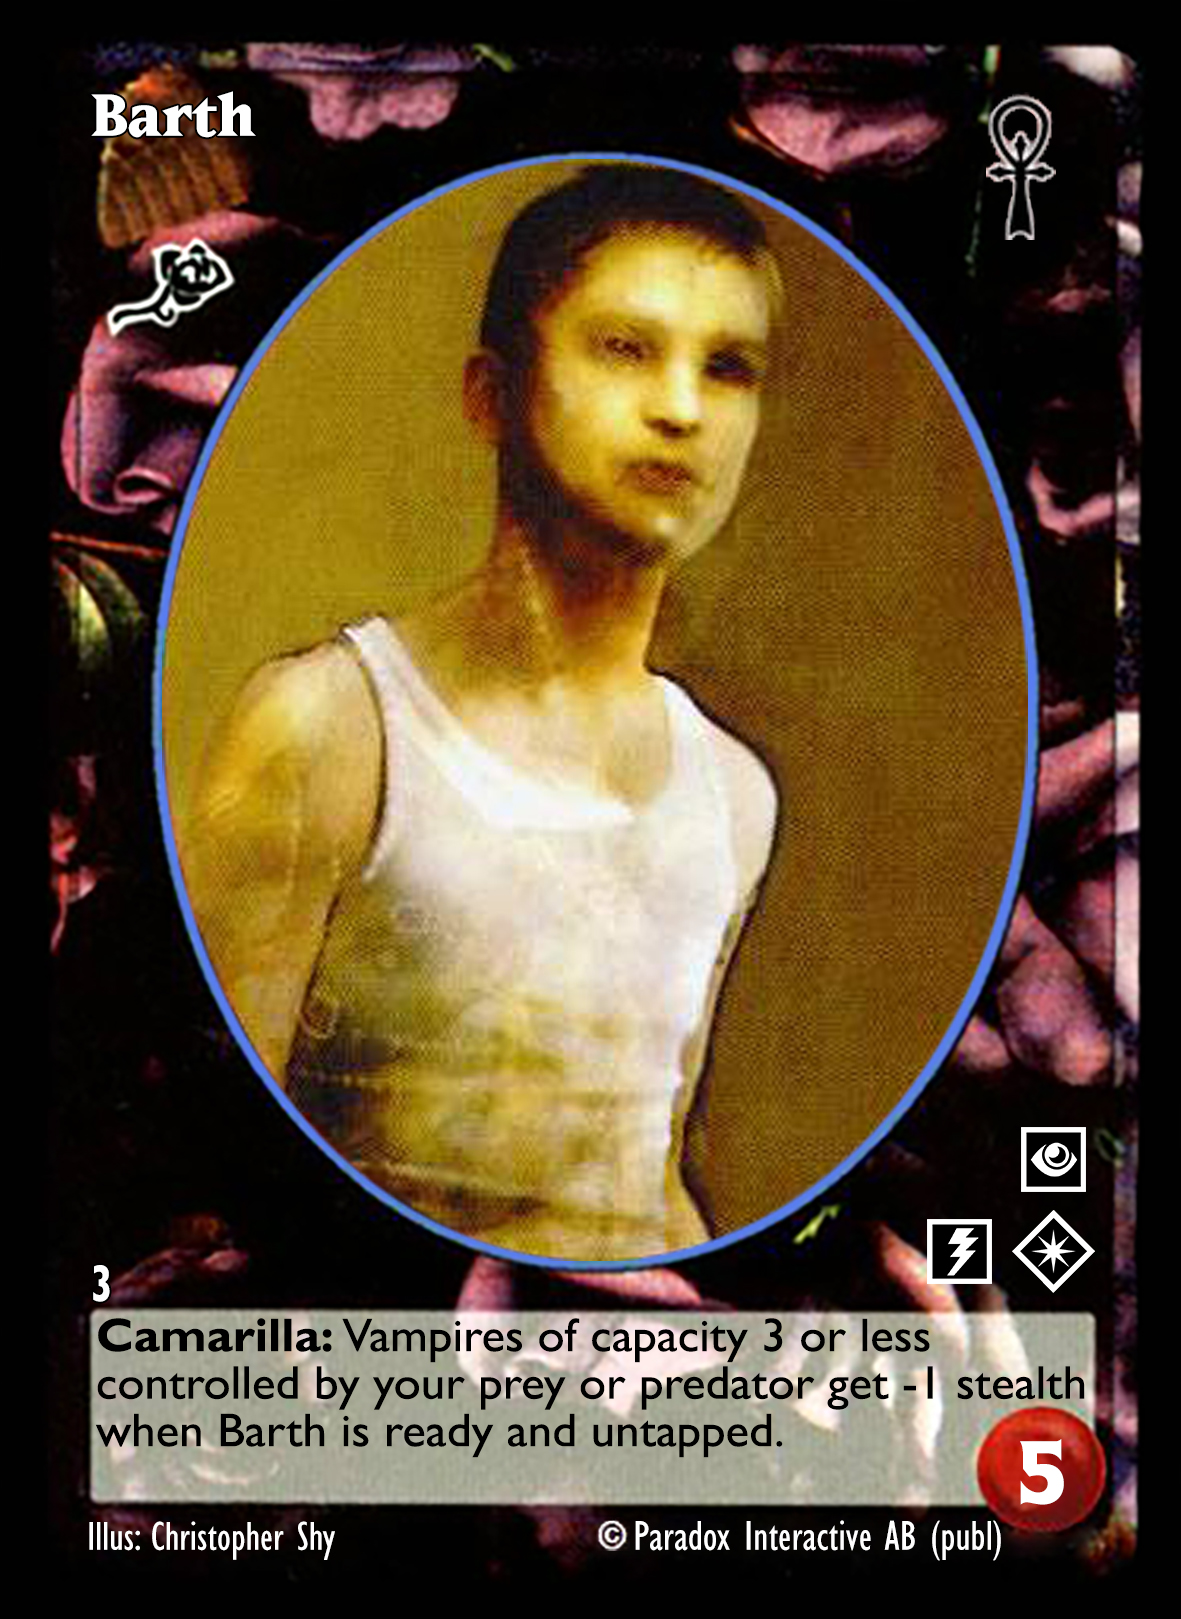 Barth
3
Camarilla: Vampires of capacity 3 or less
controlled by your prey or predator get -1 stealth
when Barth is ready and untapped.
5
Illus: Christopher Shy
© Paradox Interactive AB (publ)